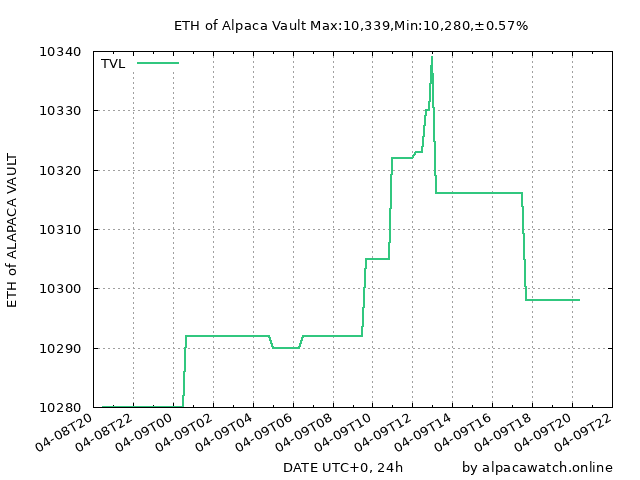 ETH of Alpaca Vault Max:10,339,Min:10,280,±0.57%
TVL
10340
10330
10320
10310
10300
10290
10280
ETH of ALAPACA VAULT
04-08T20
04-08T22
04-09T00
04-09T02
04-09T04
04-09T06
04-09T08
04-09T10
04-09T12
04-09T14
04-09T16
04-09T18
04-09T20
04-09T22
DATE UTC+0, 24h
by alpacawatch.online